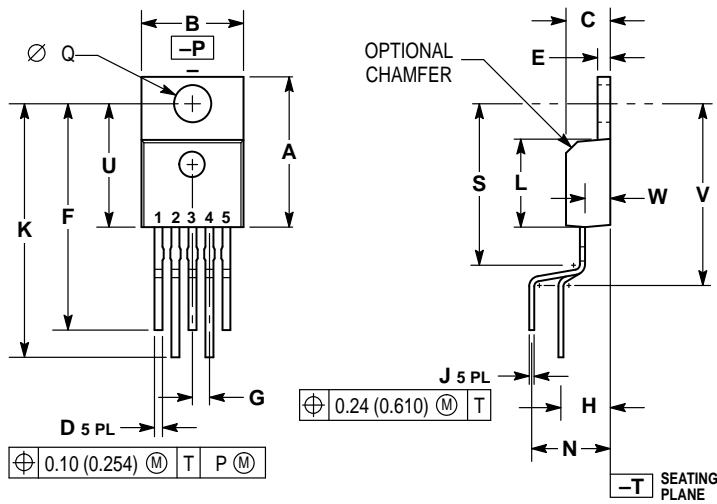 B
–P
–
Ø Q
OPTIONAL
CHAMFER
C
E
A
U
F
K
S
L
W
V
1 2 3 4 5
G
D 5 PL
⌖ 0.10 (0.254) Ⓜ T P Ⓜ
J 5 PL
⌖ 0.24 (0.610) Ⓜ T
H
N
–T SEATING
PLANE